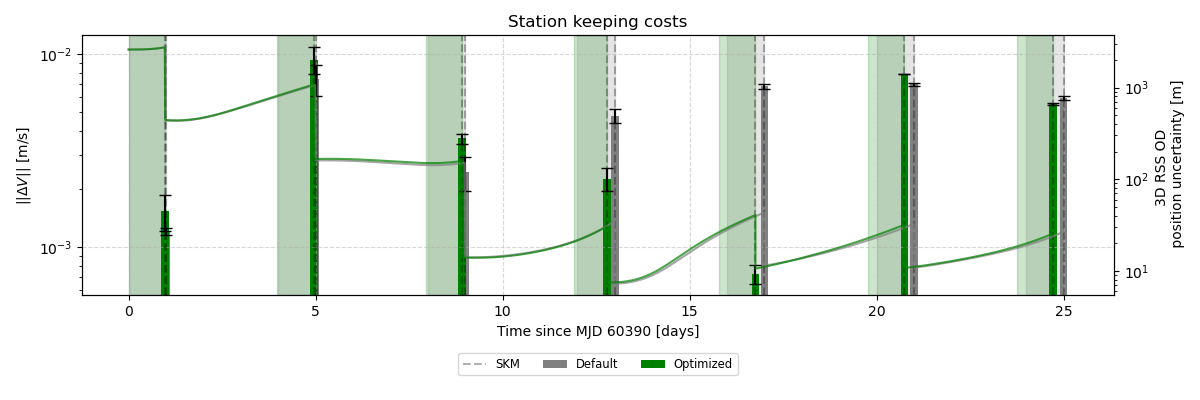 Station keeping costs
||ΔV|| [m/s]
10⁻²
10⁻³
10³
10²
10¹
3D RSS OD
position uncertainty [m]
0 5 10 15 20 25
Time since MJD 60390 [days]
SKM Default Optimized